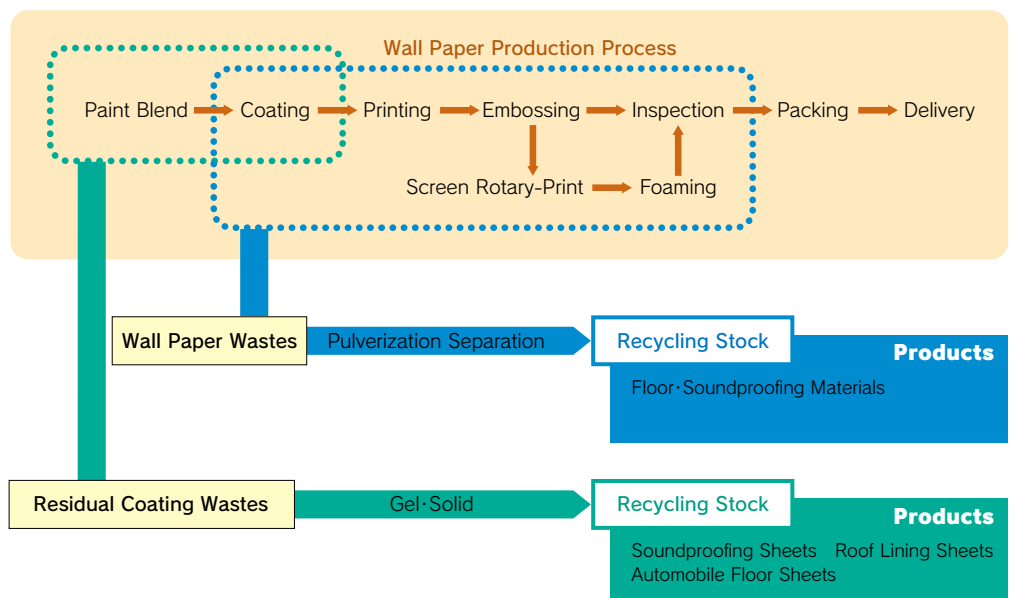 Wall Paper Production Process
Paint Blend Coating Printing Embossing Inspection Packing Delivery
Screen Rotary-Print Foaming
Wall Paper Wastes Pulverization Separation Recycling Stock
Products
Floor·Soundproofing Materials
Residual Coating Wastes Gel·Solid Recycling Stock
Products
Soundproofing Sheets Roof Lining Sheets
Automobile Floor Sheets